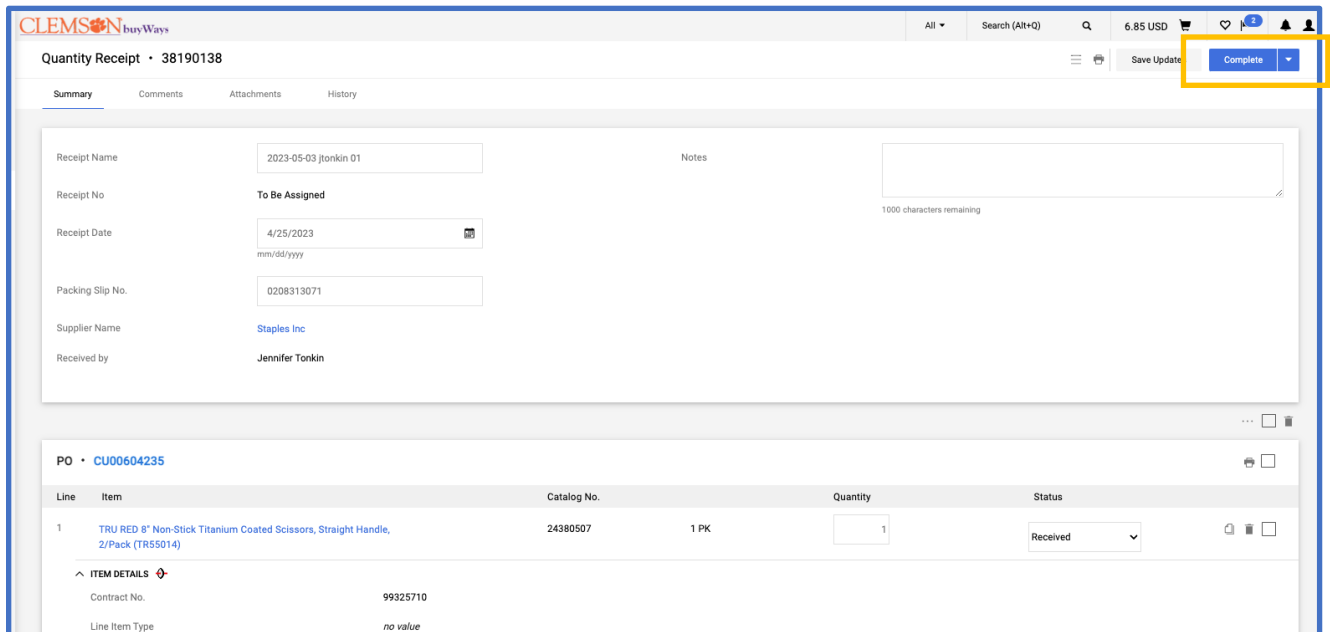 CLEMSON buyWays All Search (Alt+Q) 6.85 USD 2
Quantity Receipt • 38190138 Save Update Complete
Summary Comments Attachments History
Receipt Name 2023-05-03 jtonkin 01 Notes
Receipt No To Be Assigned
1000 characters remaining
Receipt Date 4/25/2023
mm/dd/yyyy
Packing Slip No. 0208313071
Supplier Name Staples Inc
Received by Jennifer Tonkin
...
PO • CU00604235
Line Item Catalog No. Quantity Status
1 TRU RED 8" Non-Stick Titanium Coated Scissors, Straight Handle, 24380507 1 PK 1 Received
2/Pack (TR55014)
ITEM DETAILS
Contract No. 99325710
Line Item Type no value